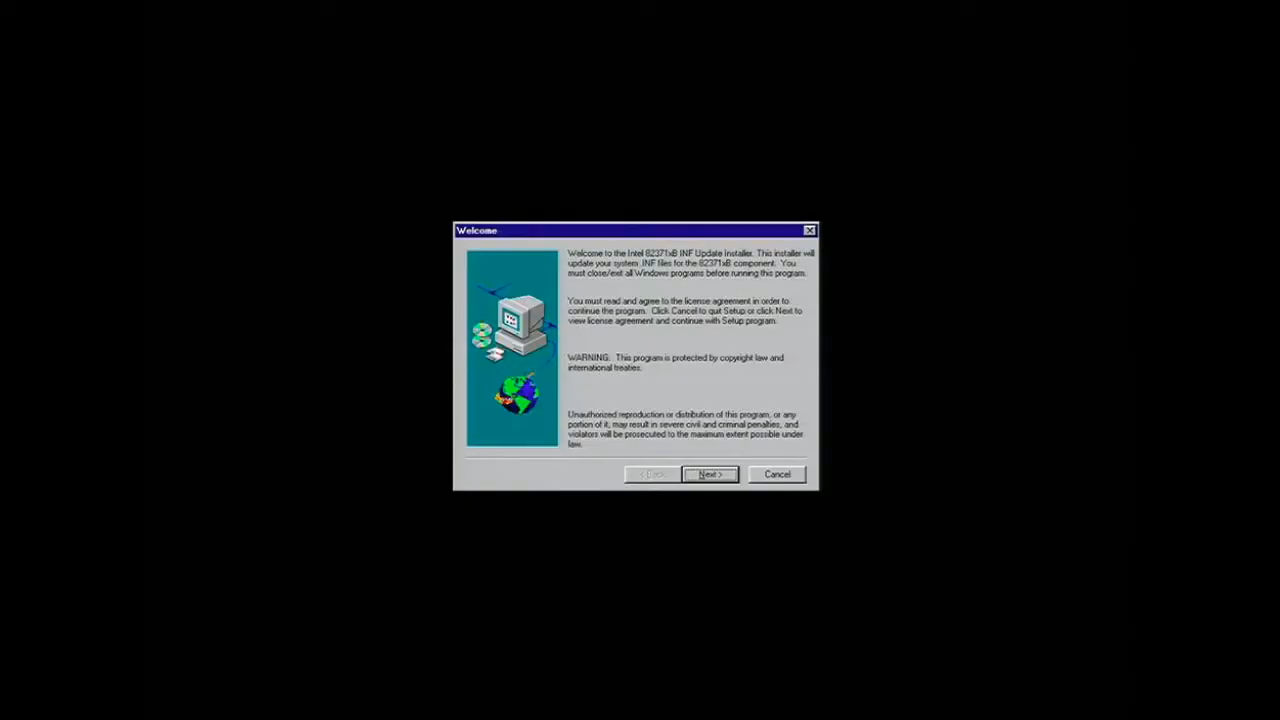 Welcome
Welcome to the Intel 82371xB INF Update Installer. This installer will
update your system .INF files for the 82371xB component. You
must close/exit all Windows programs before running this program.
You must read and agree to the license agreement in order to
continue the program. Click Cancel to quit Setup or click Next to
view license agreement and continue with Setup program.
WARNING: This program is protected by copyright law and
international treaties.
Unauthorized reproduction or distribution of this program, or any
portion of it, may result in severe civil and criminal penalties, and
violators will be prosecuted to the maximum extent possible under
law.
< Back Next > Cancel